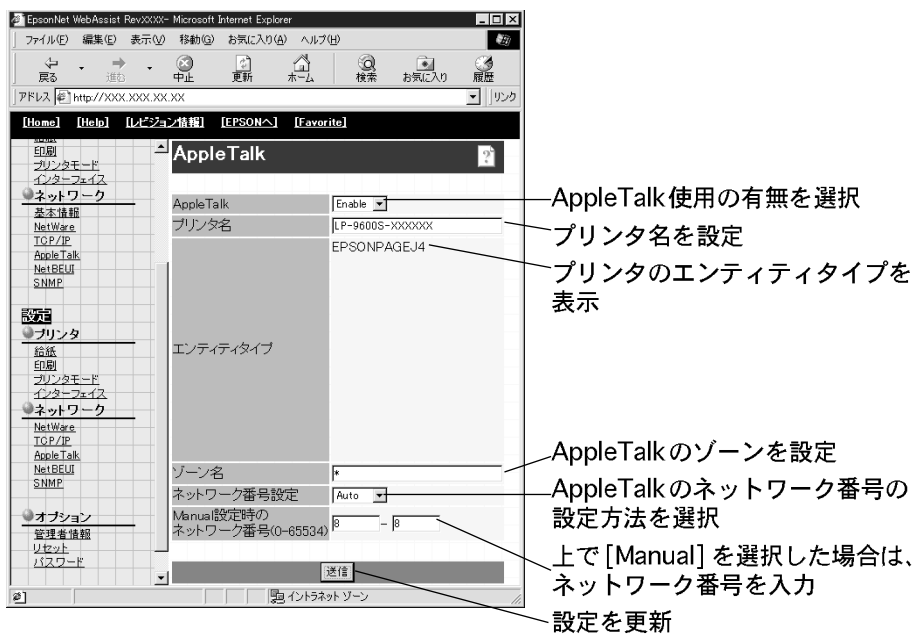 EpsonNet WebAssist RevXXXX- Microsoft Internet Explorer
ファイル(F) 編集(E) 表示(V) 移動(G) お気に入り(A) ヘルプ(H)
戻る 進む 中止 更新 ホーム 検索 お気に入り 履歴
アドレス http://XXX.XXX.XX.XX リンク
[Home] [Help] [レビジョン情報] [EPSONへ] [Favorite]
印刷
プリンタモード
インターフェイス
ネットワーク
基本情報
NetWare
TCP/IP
AppleTalk
NetBEUI
SNMP
設定
プリンタ
給紙
印刷
プリンタモード
インターフェイス
ネットワーク
NetWare
TCP/IP
AppleTalk
NetBEUI
SNMP
オプション
管理者情報
リセット
パスワード
AppleTalk
?
AppleTalk Enable
プリンタ名 LP-9600S-XXXXXX
エンティティタイプ EPSONPAGEJ4
ゾーン名 *
ネットワーク番号設定 Auto
Manual設定時の
ネットワーク番号(0-65534) 8 - 8
送信
イントラネット ゾーン
AppleTalk使用の有無を選択
プリンタ名を設定
プリンタのエンティティタイプを
表示
AppleTalkのゾーンを設定
AppleTalkのネットワーク番号の
設定方法を選択
上で[Manual]を選択した場合は、
ネットワーク番号を入力
設定を更新